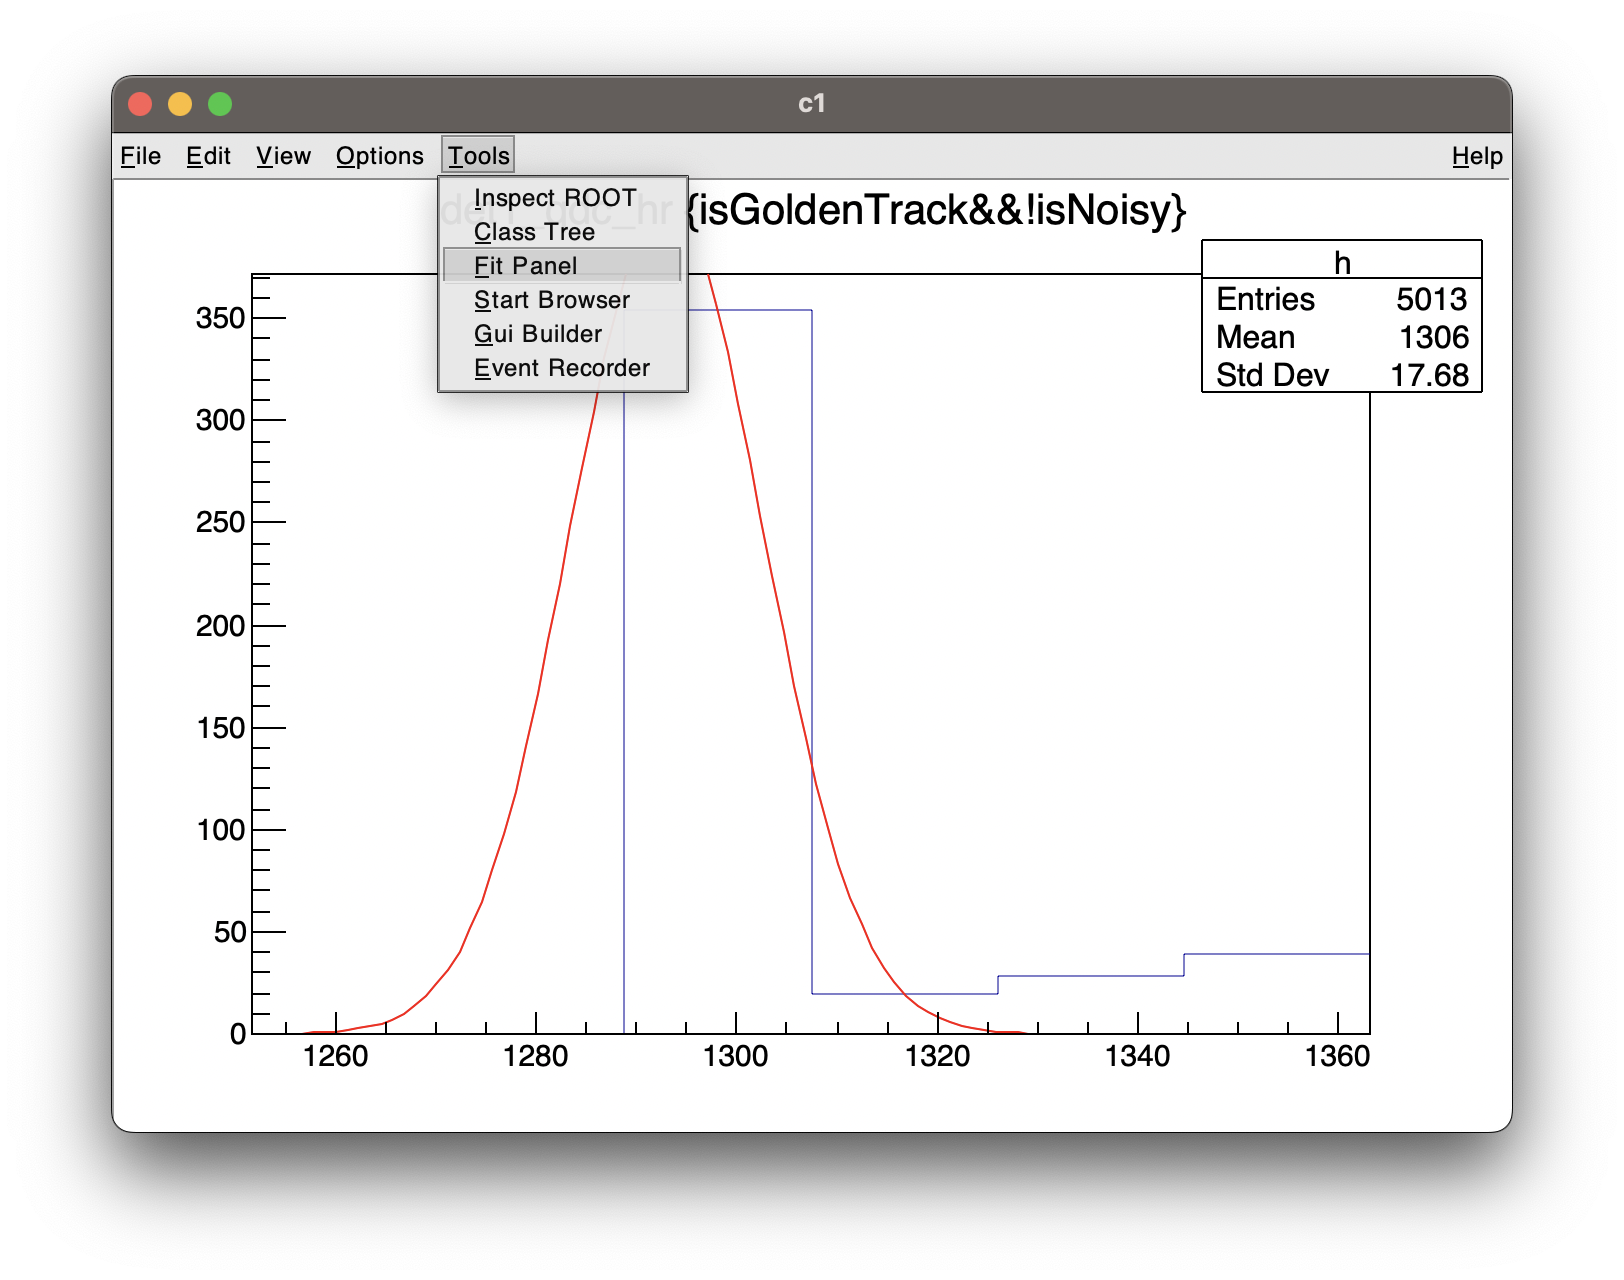 c1
File Edit View Options Tools Help
Inspect ROOT
Class Tree
Fit Panel
Start Browser
Gui Builder
Event Recorder
{isGoldenTrack&&!isNoisy}
h
Entries 5013
Mean 1306
Std Dev 17.68
350
300
250
200
150
100
50
0
1260 1280 1300 1320 1340 1360